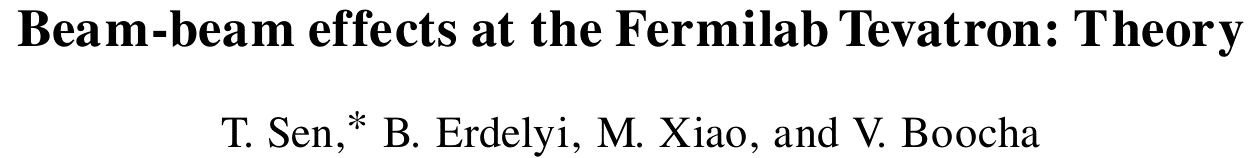 Beam-beam effects at the Fermilab Tevatron: Theory
T. Sen,* B. Erdelyi, M. Xiao, and V. Boocha